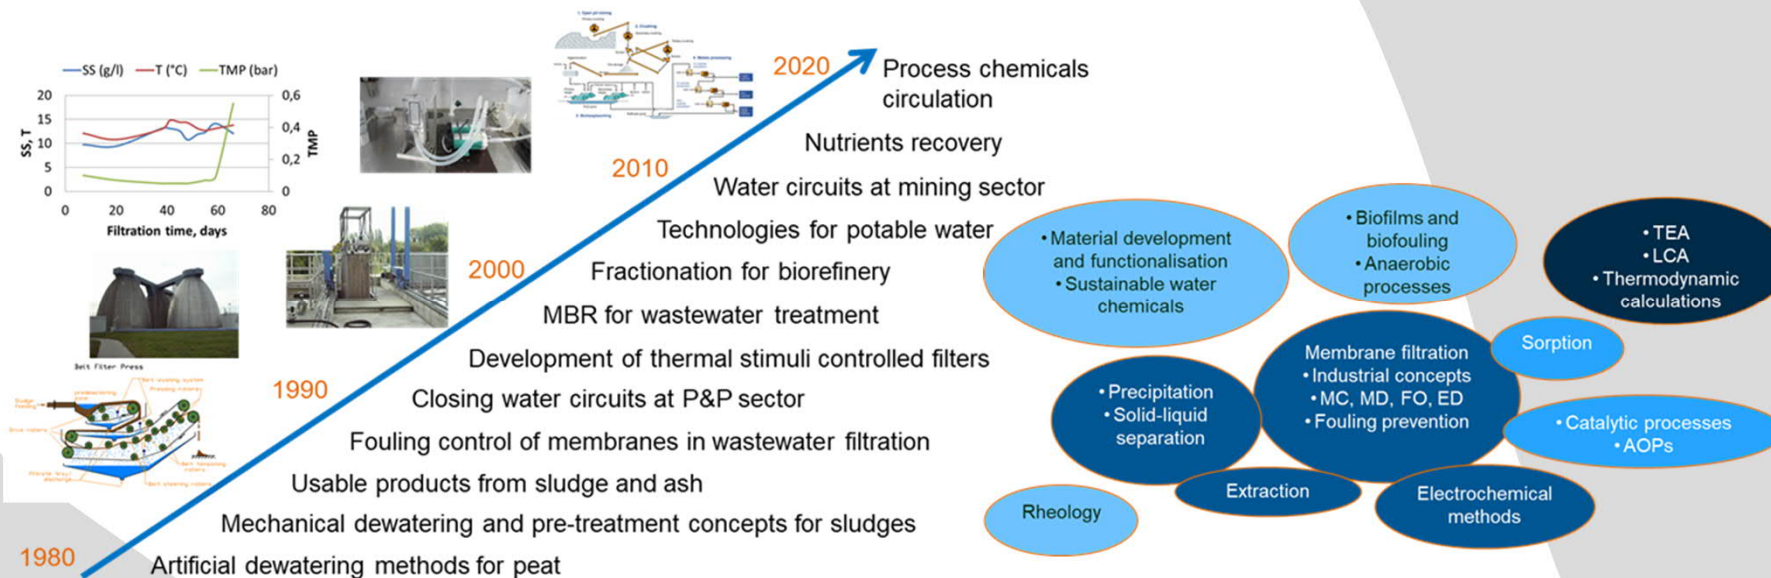 SS (g/l) T (°C) TMP (bar)
20
15
10
5
0
SS, T
0,6
0,4
0,2
0
TMP
0 20 40 60 80
Filtration time, days
Belt Filter Press
1. Open pit mining
2. Crushing
1980
1990
2000
2010
2020
Process chemicals
circulation
Nutrients recovery
Water circuits at mining sector
Technologies for potable water
Fractionation for biorefinery
MBR for wastewater treatment
Development of thermal stimuli controlled filters
Closing water circuits at P&P sector
Fouling control of membranes in wastewater filtration
Usable products from sludge and ash
Mechanical dewatering and pre-treatment concepts for sludges
Artificial dewatering methods for peat
• Material development
and functionalisation
• Sustainable water
chemicals
• Biofilms and
biofouling
• Anaerobic
processes
• TEA
• LCA
• Thermodynamic
calculations
Sorption
Membrane filtration
• Industrial concepts
• MC, MD, FO, ED
• Fouling prevention
• Precipitation
• Solid-liquid
separation
• Catalytic processes
• AOPs
Extraction
Electrochemical
methods
Rheology